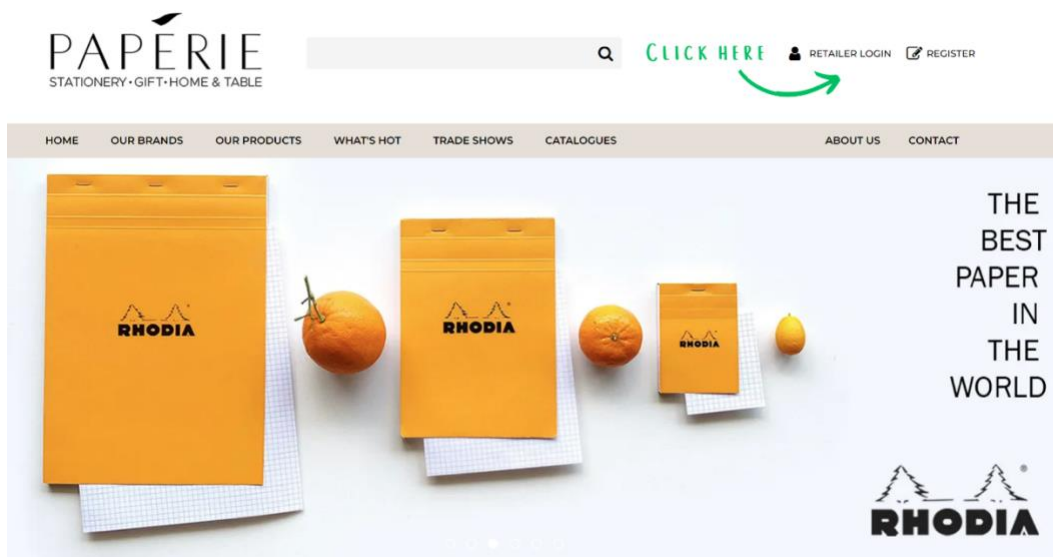 PAPÉRIE
STATIONERY•GIFT•HOME & TABLE
CLICK HERE
RETAILER LOGIN
REGISTER
HOME OUR BRANDS OUR PRODUCTS WHAT'S HOT TRADE SHOWS CATALOGUES ABOUT US CONTACT
RHODIA
RHODIA
RHODIA
THE
BEST
PAPER
IN
THE
WORLD
RHODIA